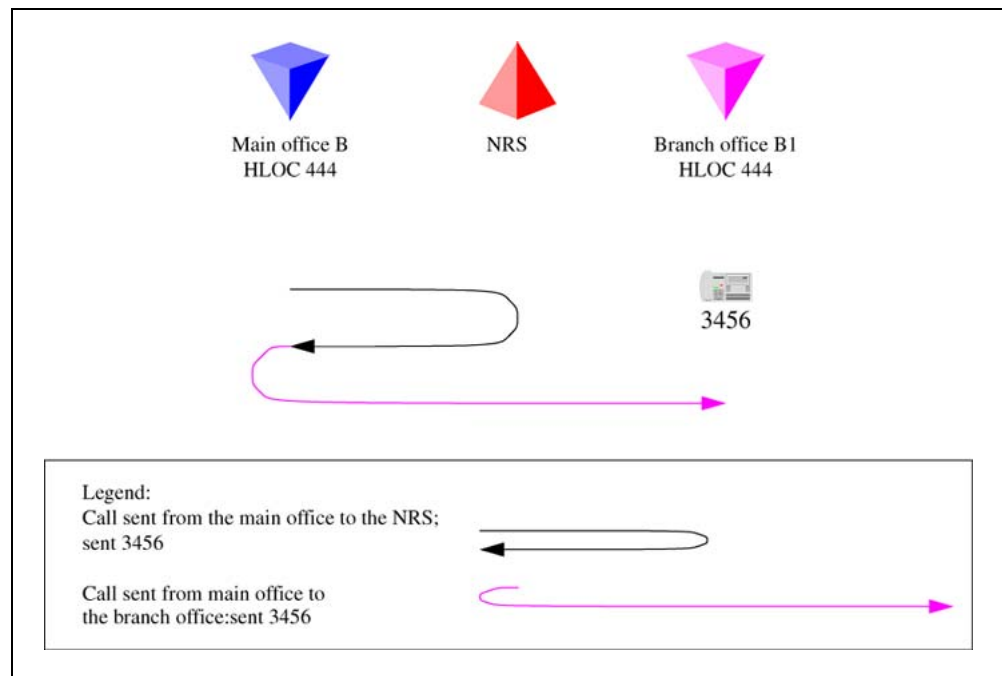 Main office B
HLOC 444
NRS
Branch office B1
HLOC 444
3456
Legend:
Call sent from the main office to the NRS;
sent 3456
Call sent from main office to
the branch office:sent 3456